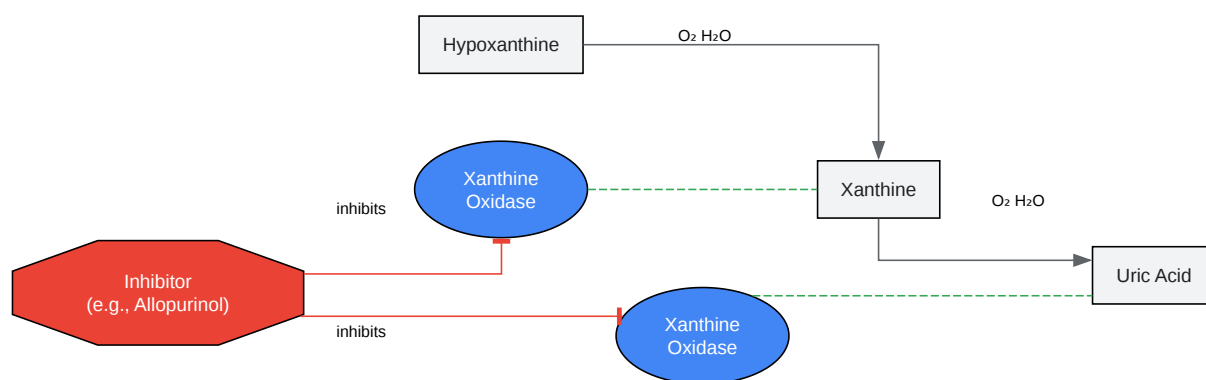 Hypoxanthine
O₂ H₂O
Xanthine
Oxidase
Xanthine
O₂ H₂O
inhibits
Inhibitor
(e.g., Allopurinol)
Uric Acid
inhibits
Xanthine
Oxidase